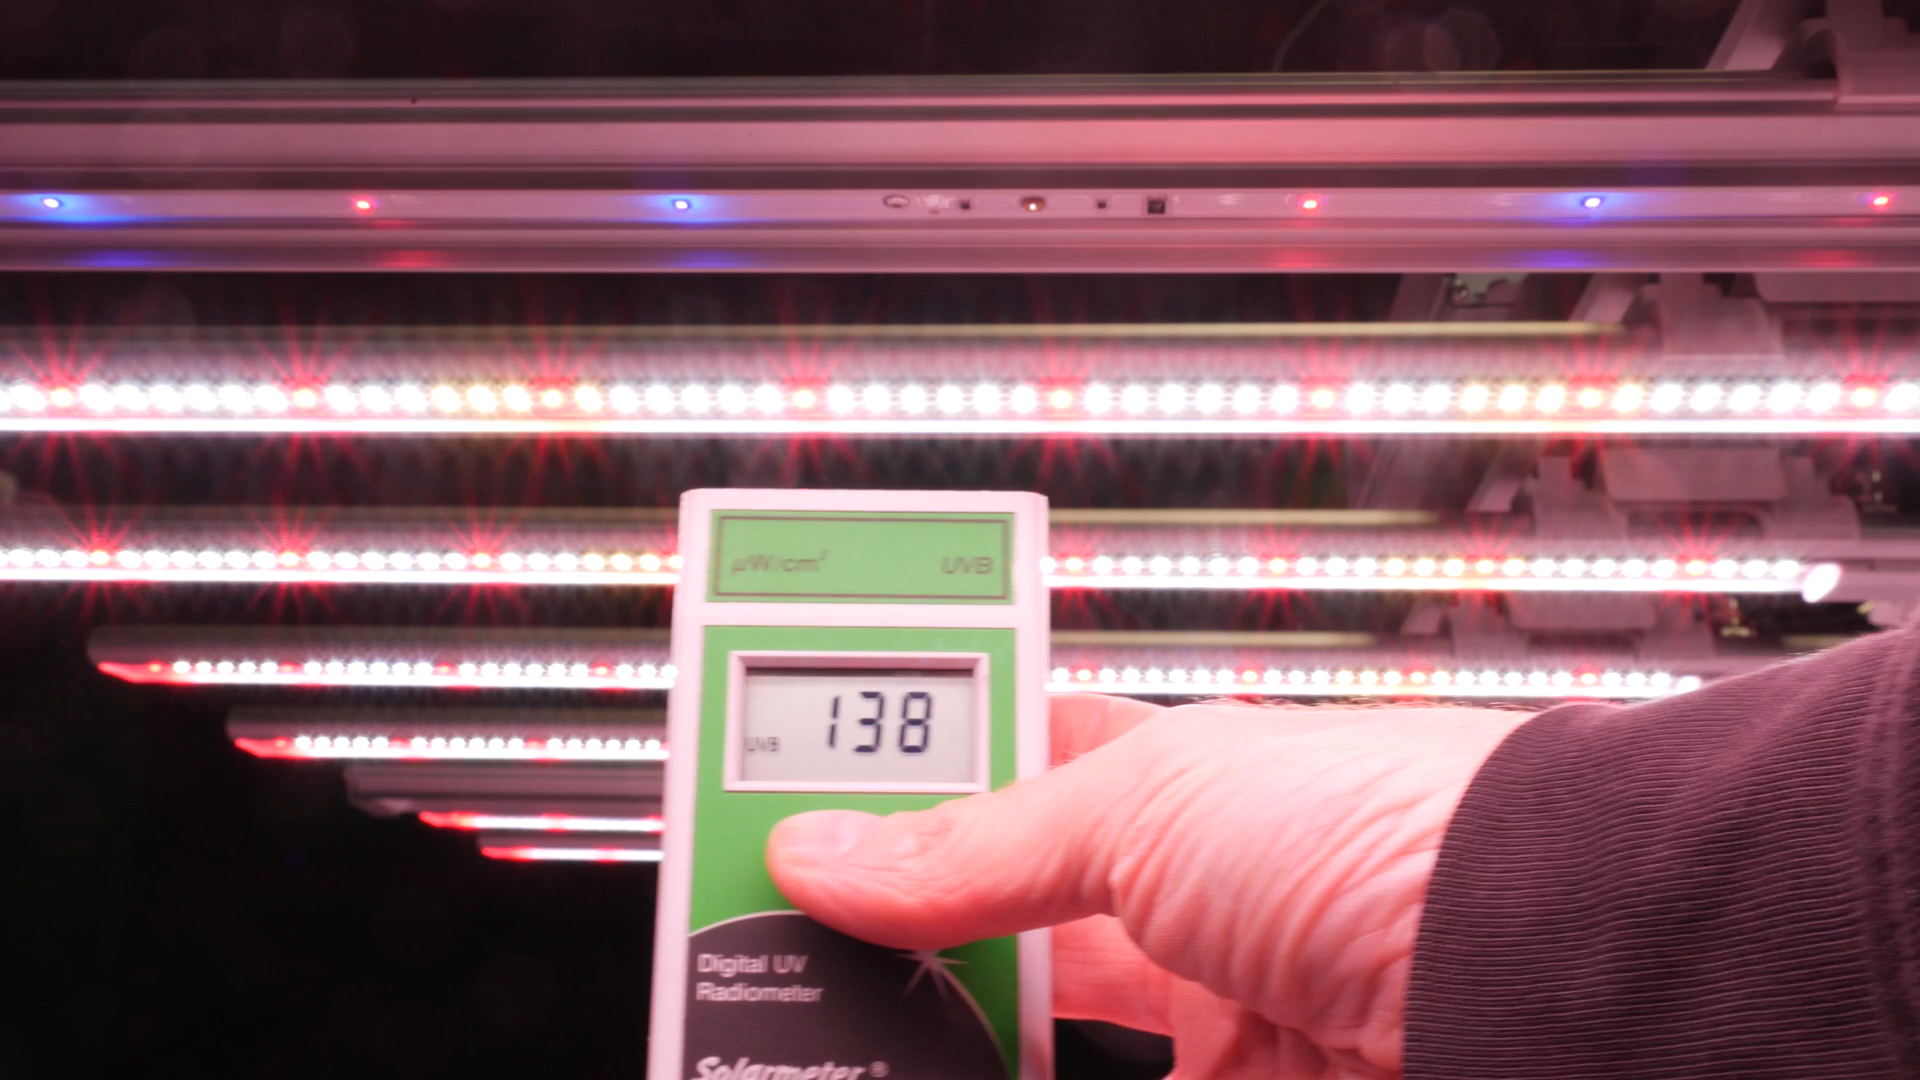 µW/cm² UVB
138
UVB
Digital UV
Radiometer
Solarmeter®